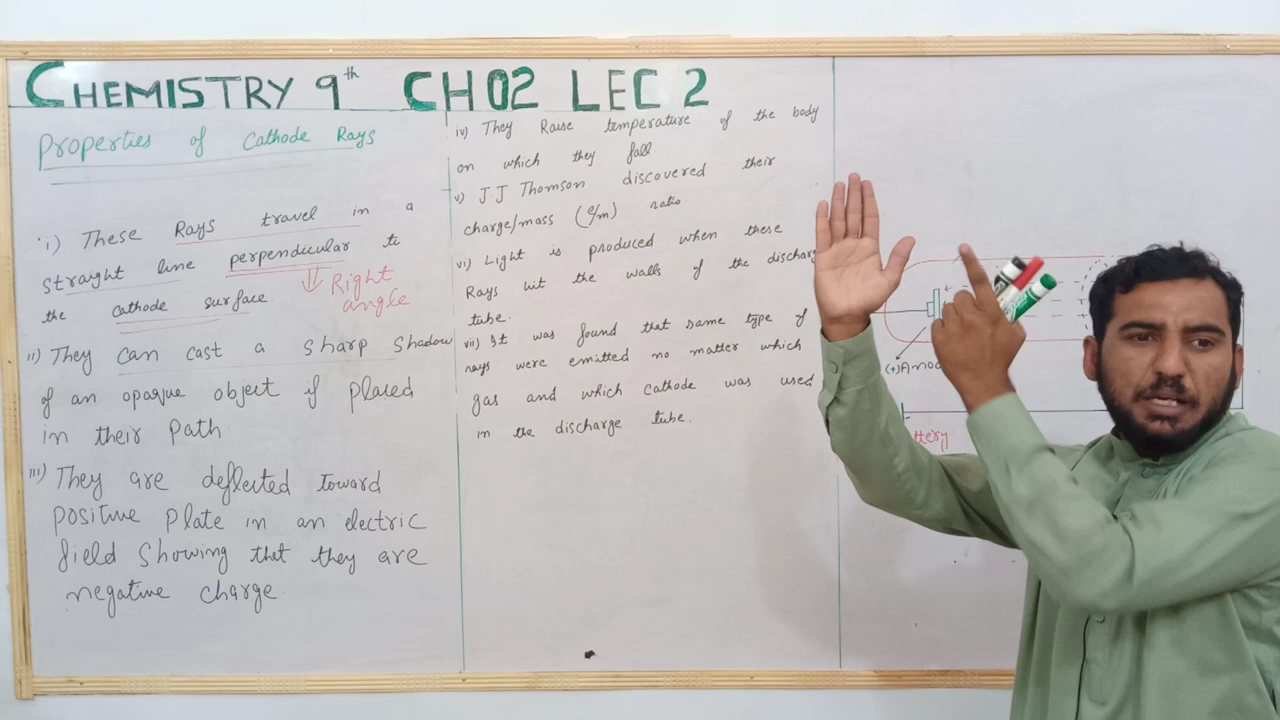 CHEMISTRY 9th CH02 LEC 2
Properties of Cathode Rays
i) These Rays travel in a
straight line perpendicular to
the cathode surface
Right
angle
ii) They can cast a sharp shadow
of an opaque object if placed
in their path
iii) They are deflected toward
positive plate in an electric
field showing that they are
negative charge
iv) They Raise temperature of the body
on which they fall
v) J J Thomson discovered their
charge/mass (e/m) ratio.
vi) Light is produced when these
Rays hit the walls of the discharg
tube.
vii) It was found that same type of
rays were emitted no matter which
gas and which cathode was used
in the discharge tube.
(+)Ano
ttery